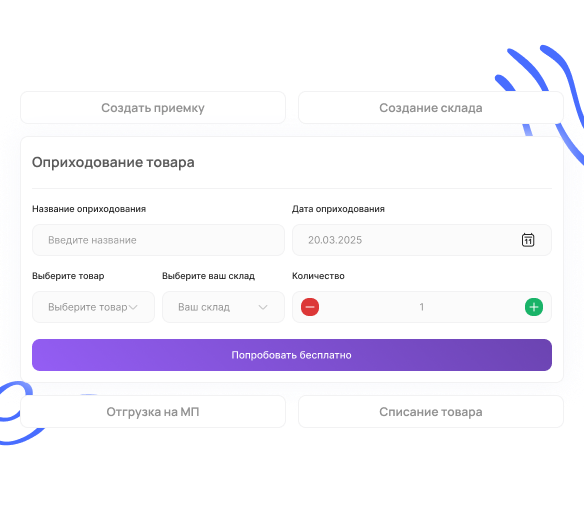 Создать приемку
Создание склада
Оприходование товара
Название оприходования
Дата оприходования
Введите название
20.03.2025
11
Выберите товар
Выберите ваш склад
Количество
Выберите товар
Ваш склад
1
Попробовать бесплатно
Отгрузка на МП
Списание товара